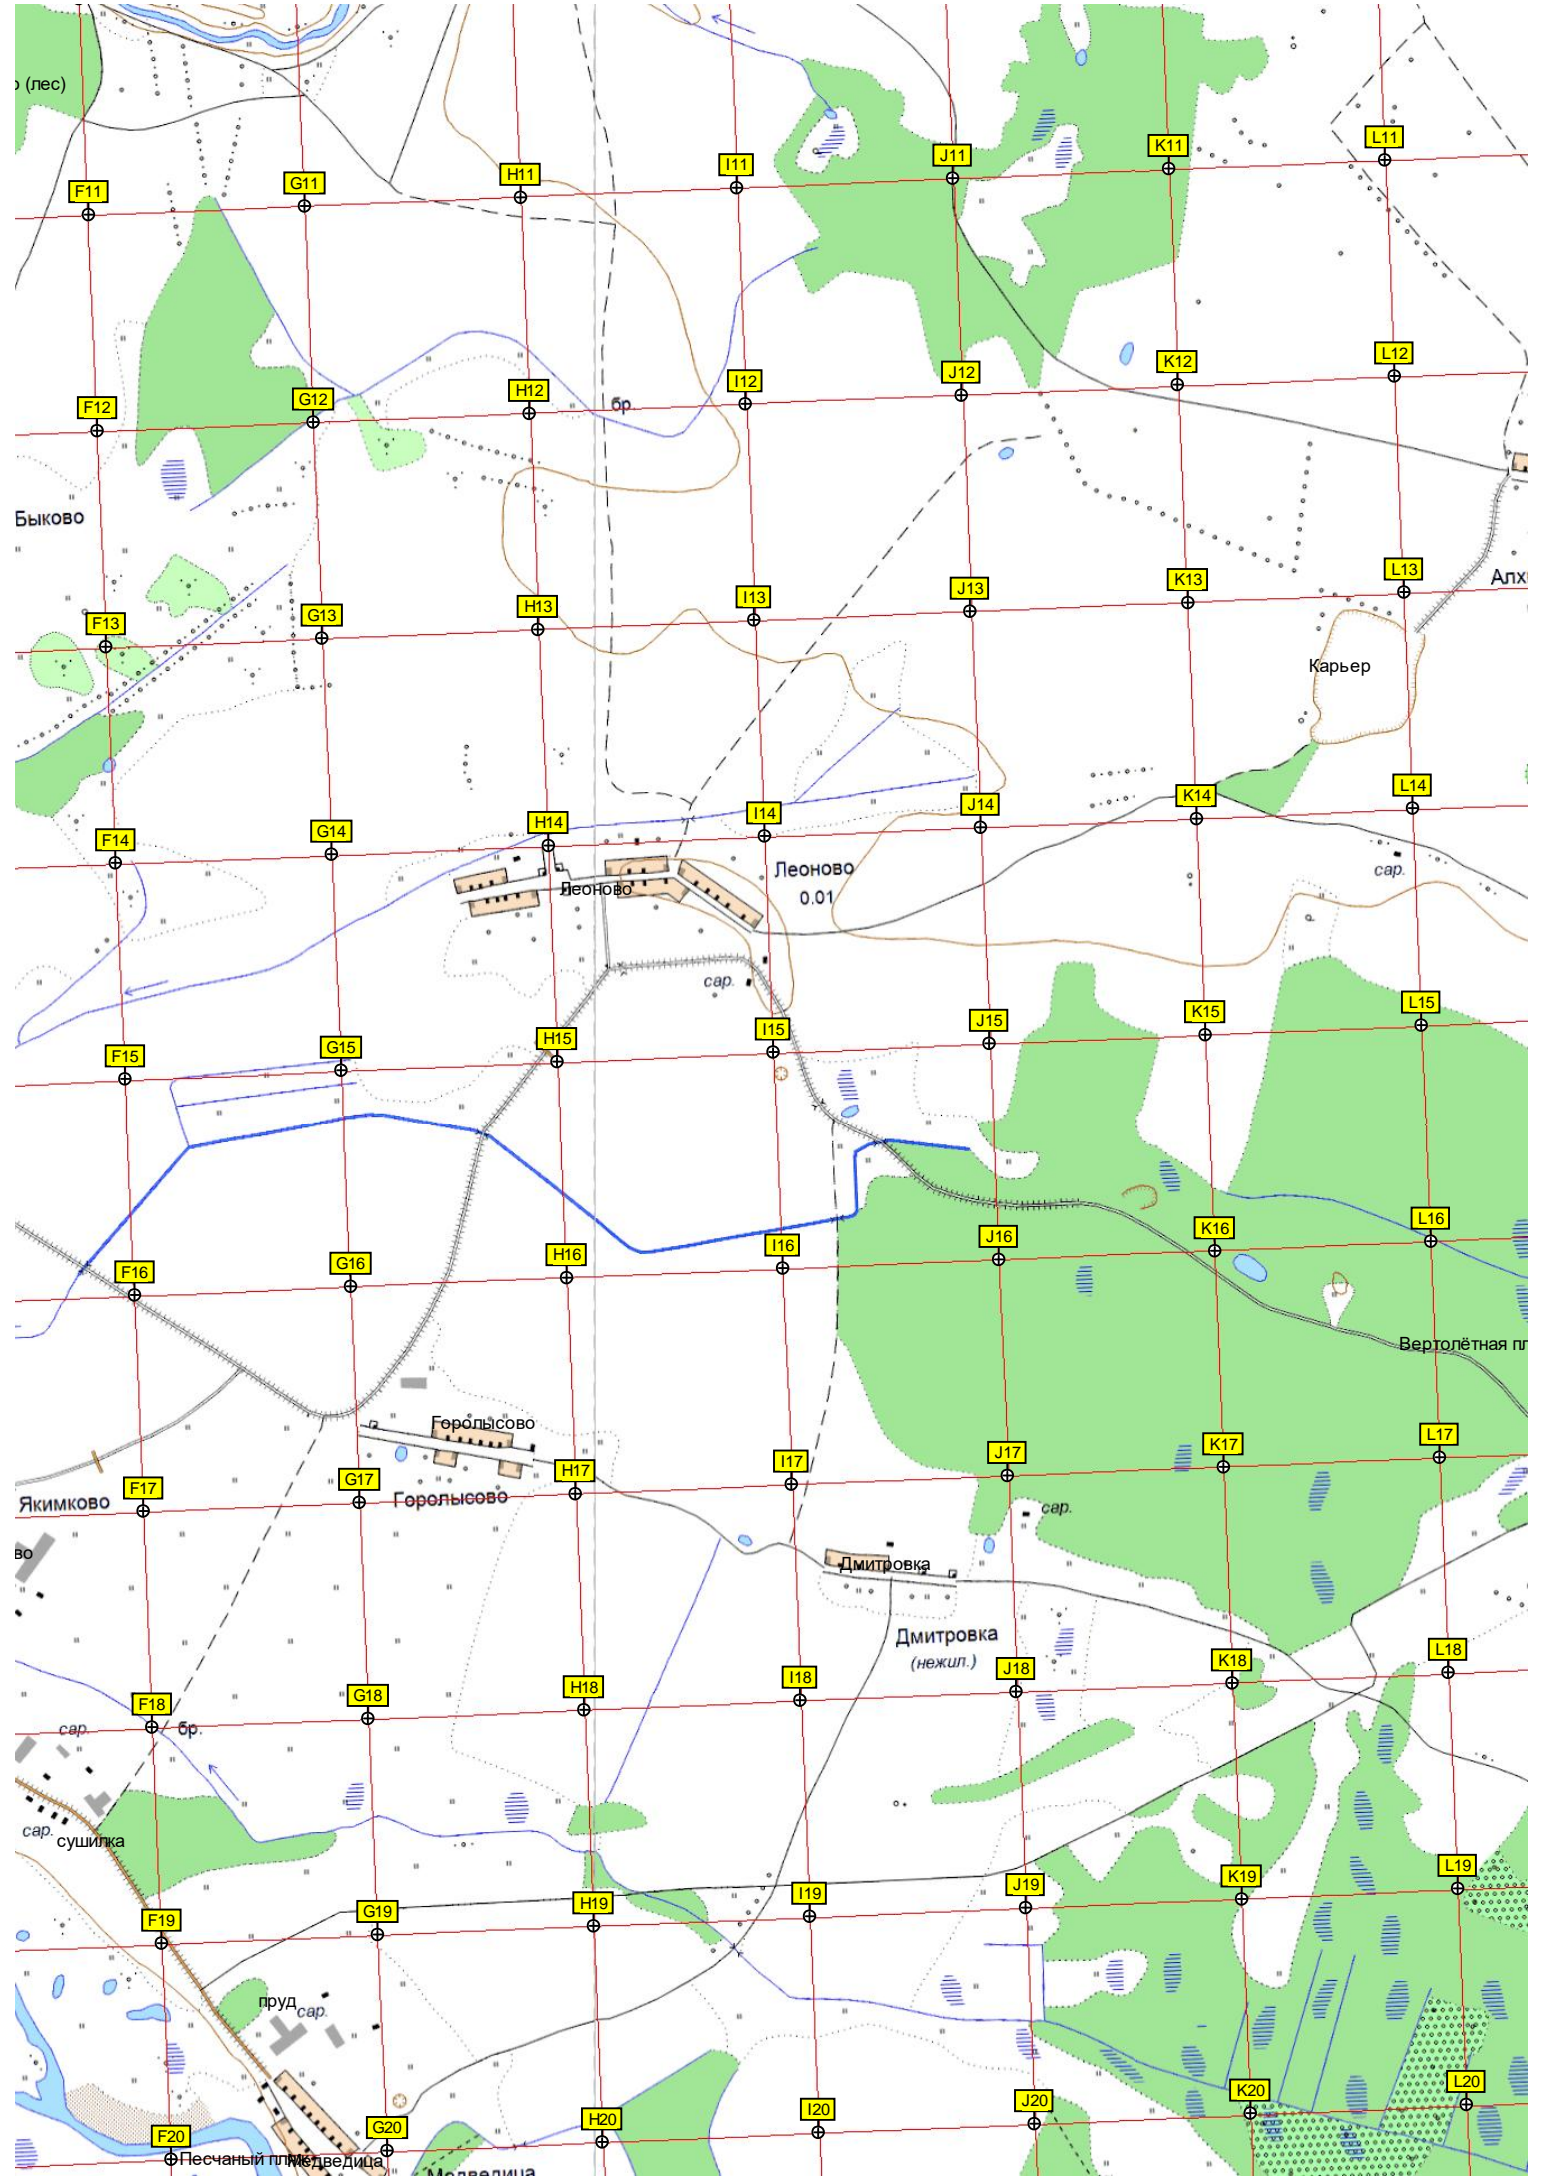 о (лес)
L11
K11
J11
I11
H11
G11
F11
L12
K12
J12
I12
H12
бр.
G12
F12
Быково
L13
Алх
K13
J13
I13
H13
G13
F13
Карьер
L14
K14
J14
I14
H14
G14
F14
Леоново
0.01
сар.
Леоново
сар.
L15
K15
J15
I15
H15
G15
F15
L16
K16
J16
I16
H16
G16
F16
Вертолётная пл
Горолысово
L17
K17
J17
I17
H17
G17
F17
Якимково
Горолысово
сар.
во
Дмитровка
Дмитровка
(нежил.)
L18
K18
J18
I18
H18
G18
F18
сар.
бр.
сар.
сушилка
L19
K19
J19
I19
H19
G19
F19
пруд
сар.
L20
K20
J20
I20
H20
G20
F20
Песчаный пляж
Медведица
Медведица